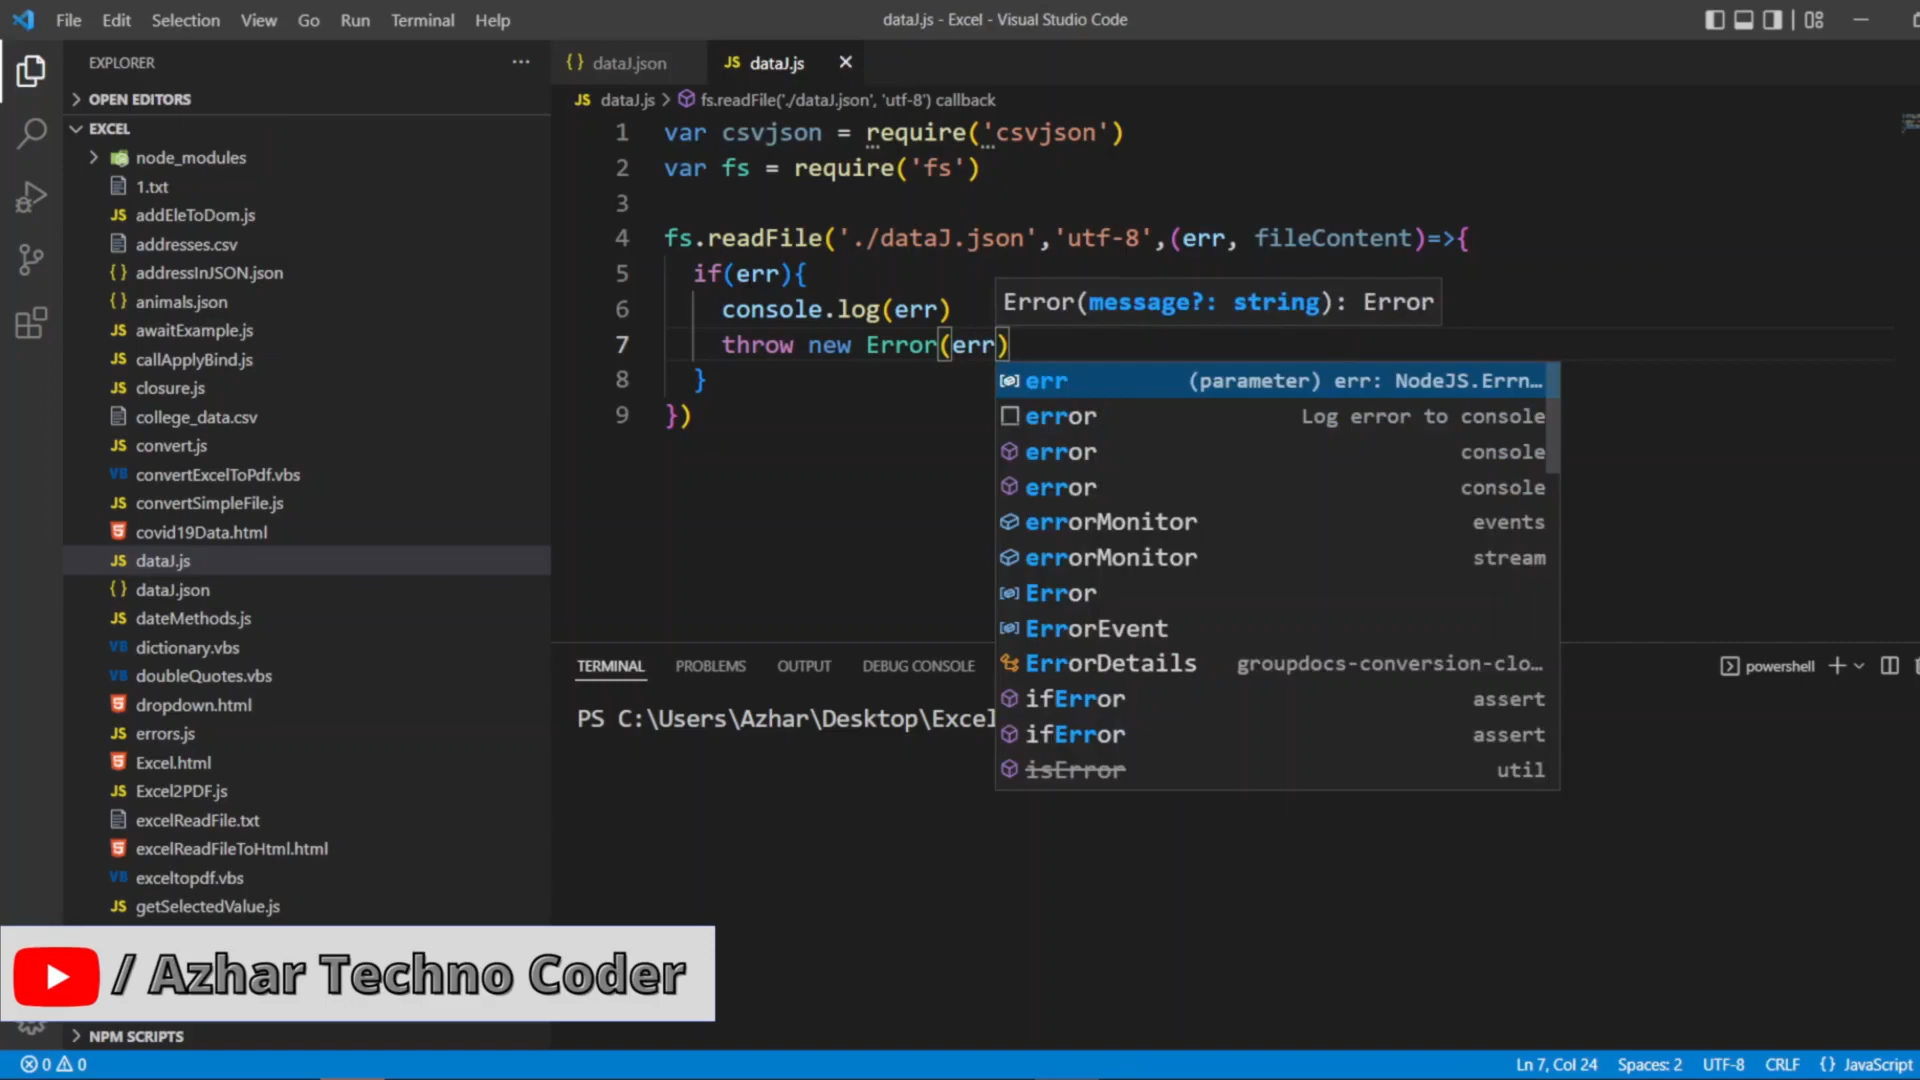 File Edit Selection View Go Run Terminal Help
dataJ.js - Excel - Visual Studio Code
EXPLORER
OPEN EDITORS
EXCEL
node_modules
1.txt
addEleToDom.js
addresses.csv
addressInJSON.json
animals.json
awaitExample.js
callApplyBind.js
closure.js
college_data.csv
convert.js
convertExcelToPdf.vbs
convertSimpleFile.js
covid19Data.html
dataJ.js
dataJ.json
dateMethods.js
dictionary.vbs
doubleQuotes.vbs
dropdown.html
errors.js
Excel.html
Excel2PDF.js
excelReadFile.txt
excelReadFileToHtml.html
exceltopdf.vbs
getSelectedValue.js
/ Azhar Techno Coder
NPM SCRIPTS
{} dataJ.json JS dataJ.js
JS dataJ.js > fs.readFile('./dataJ.json', 'utf-8') callback
1 var csvjson = require('csvjson')
2 var fs = require('fs')
3
4 fs.readFile('./dataJ.json','utf-8',(err, fileContent)=>{
5 if(err){
6 console.log(err)
Error(message?: string): Error
7 throw new Error(err)
8 }
9 })
err (parameter) err: NodeJS.Errn…
error Log error to console
error console
error console
errorMonitor events
errorMonitor stream
Error
ErrorEvent
ErrorDetails groupdocs-conversion-clo…
ifError assert
ifError assert
isError util
TERMINAL PROBLEMS OUTPUT DEBUG CONSOLE
powershell
PS C:\Users\Azhar\Desktop\Excel
0 0
Ln 7, Col 24 Spaces: 2 UTF-8 CRLF {} JavaScript